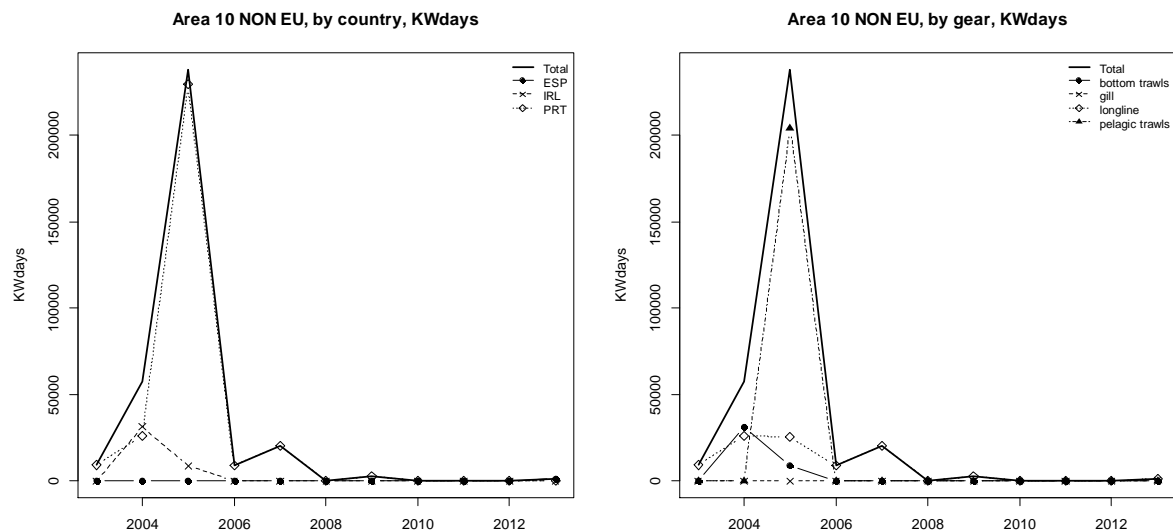 Area 10 NON EU, by country, KWdays
Total
ESP
IRL
PRT
KWdays
200000
150000
100000
50000
0
2004 2006 2008 2010 2012
Area 10 NON EU, by gear, KWdays
Total
bottom trawls
gill
longline
pelagic trawls
KWdays
200000
150000
100000
50000
0
2004 2006 2008 2010 2012